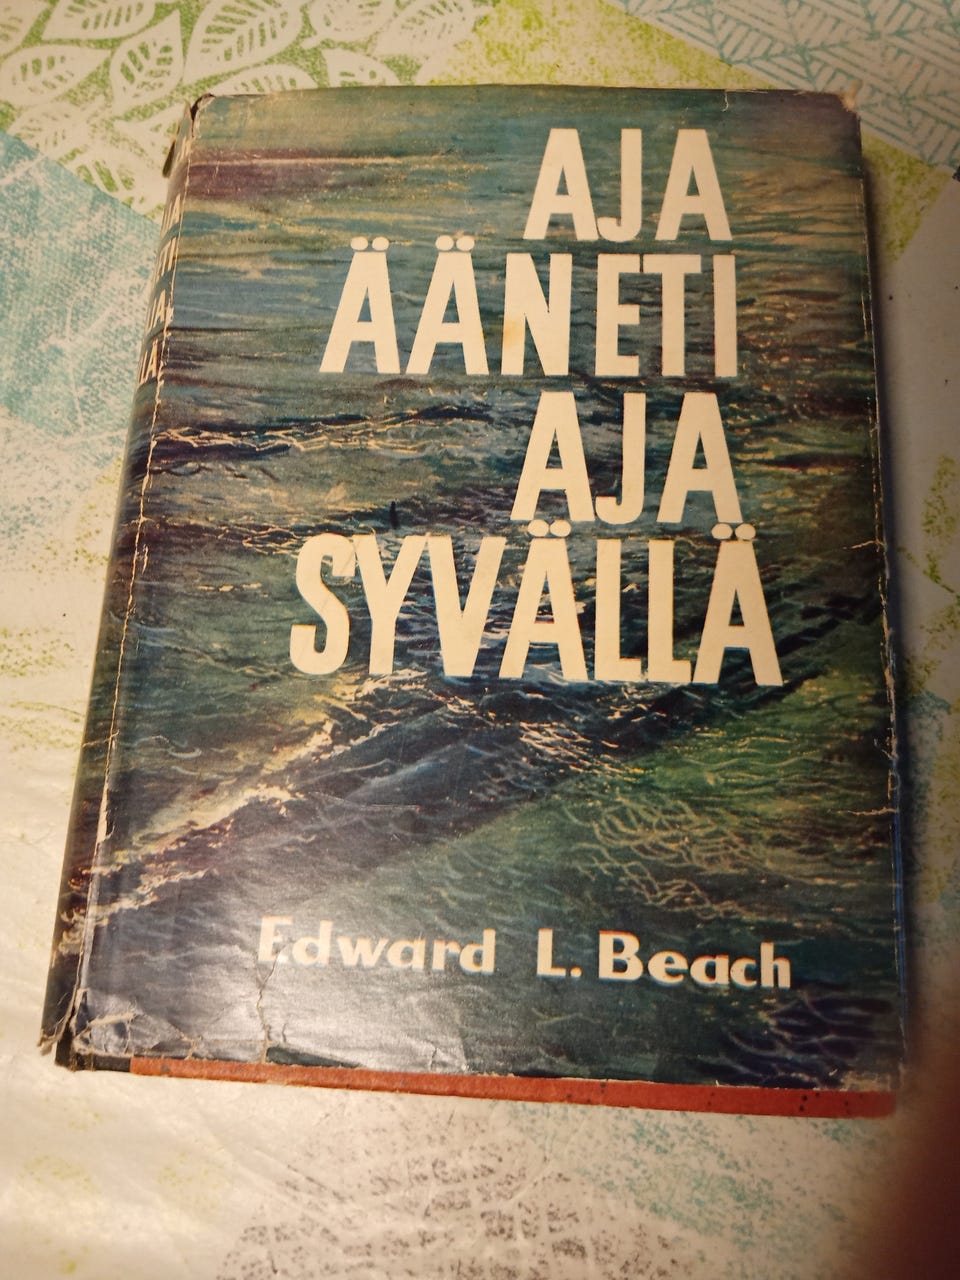 AJA
ÄÄNETI
AJA
SYVÄLLÄ
Edward L. Beach